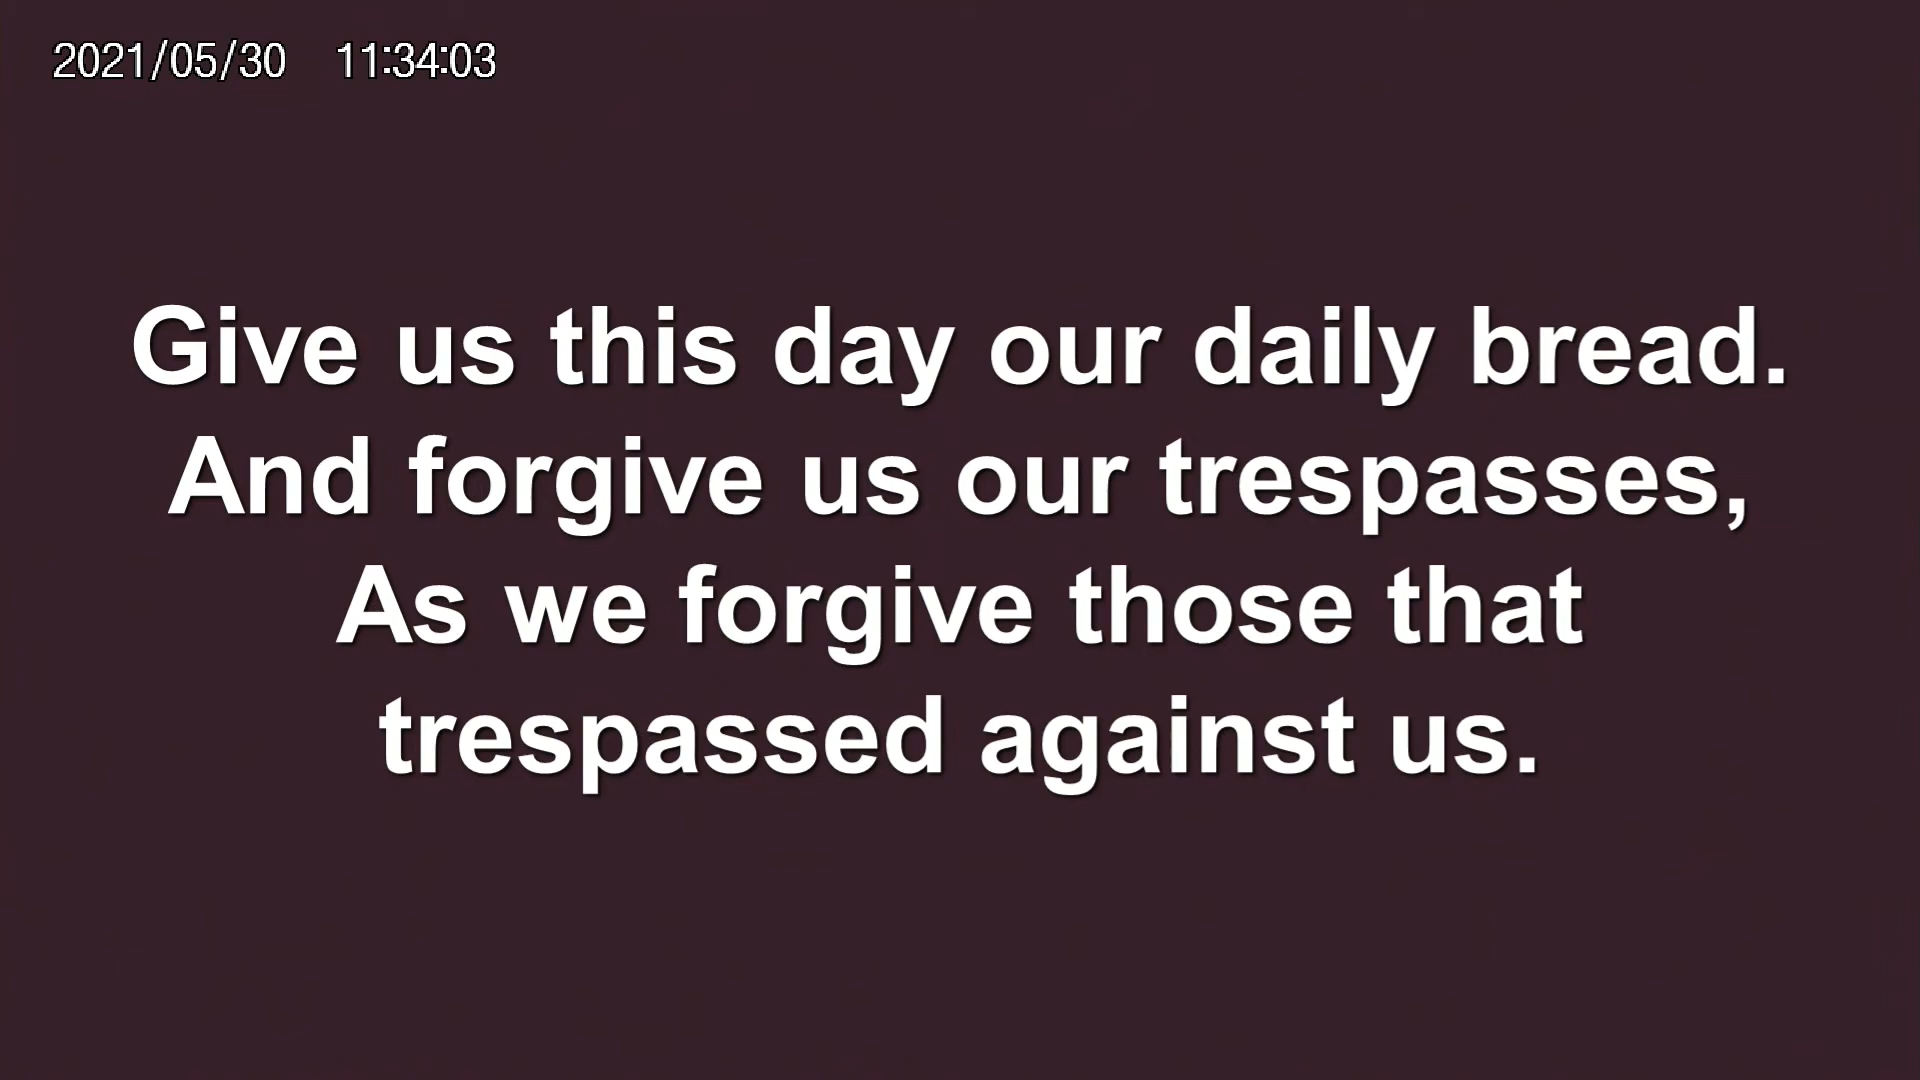 2021/05/30 11:34:03
Give us this day our daily bread.
And forgive us our trespasses,
As we forgive those that
trespassed against us.